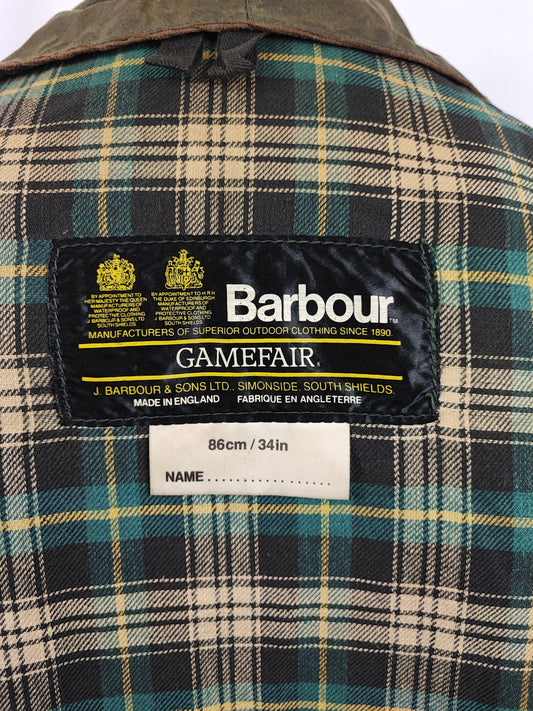 BY APPOINTMENT TO
HER MAJESTY THE QUEEN
MANUFACTURERS OF
WATERPROOF AND
PROTECTIVE CLOTHING
J. BARBOUR & SONS LTD
SOUTH SHIELDS
BY APPOINTMENT TO H.R.H.
THE DUKE OF EDINBURGH
MANUFACTURERS OF
WATERPROOF AND
PROTECTIVE CLOTHING
J. BARBOUR & SONS LTD
SOUTH SHIELDS
Barbour TM
MANUFACTURERS OF SUPERIOR OUTDOOR CLOTHING SINCE 1890.
GAMEFAIR®
J. BARBOUR & SONS LTD., SIMONSIDE, SOUTH SHIELDS.
MADE IN ENGLAND FABRIQUE EN ANGLETERRE
86cm / 34in
NAME..................